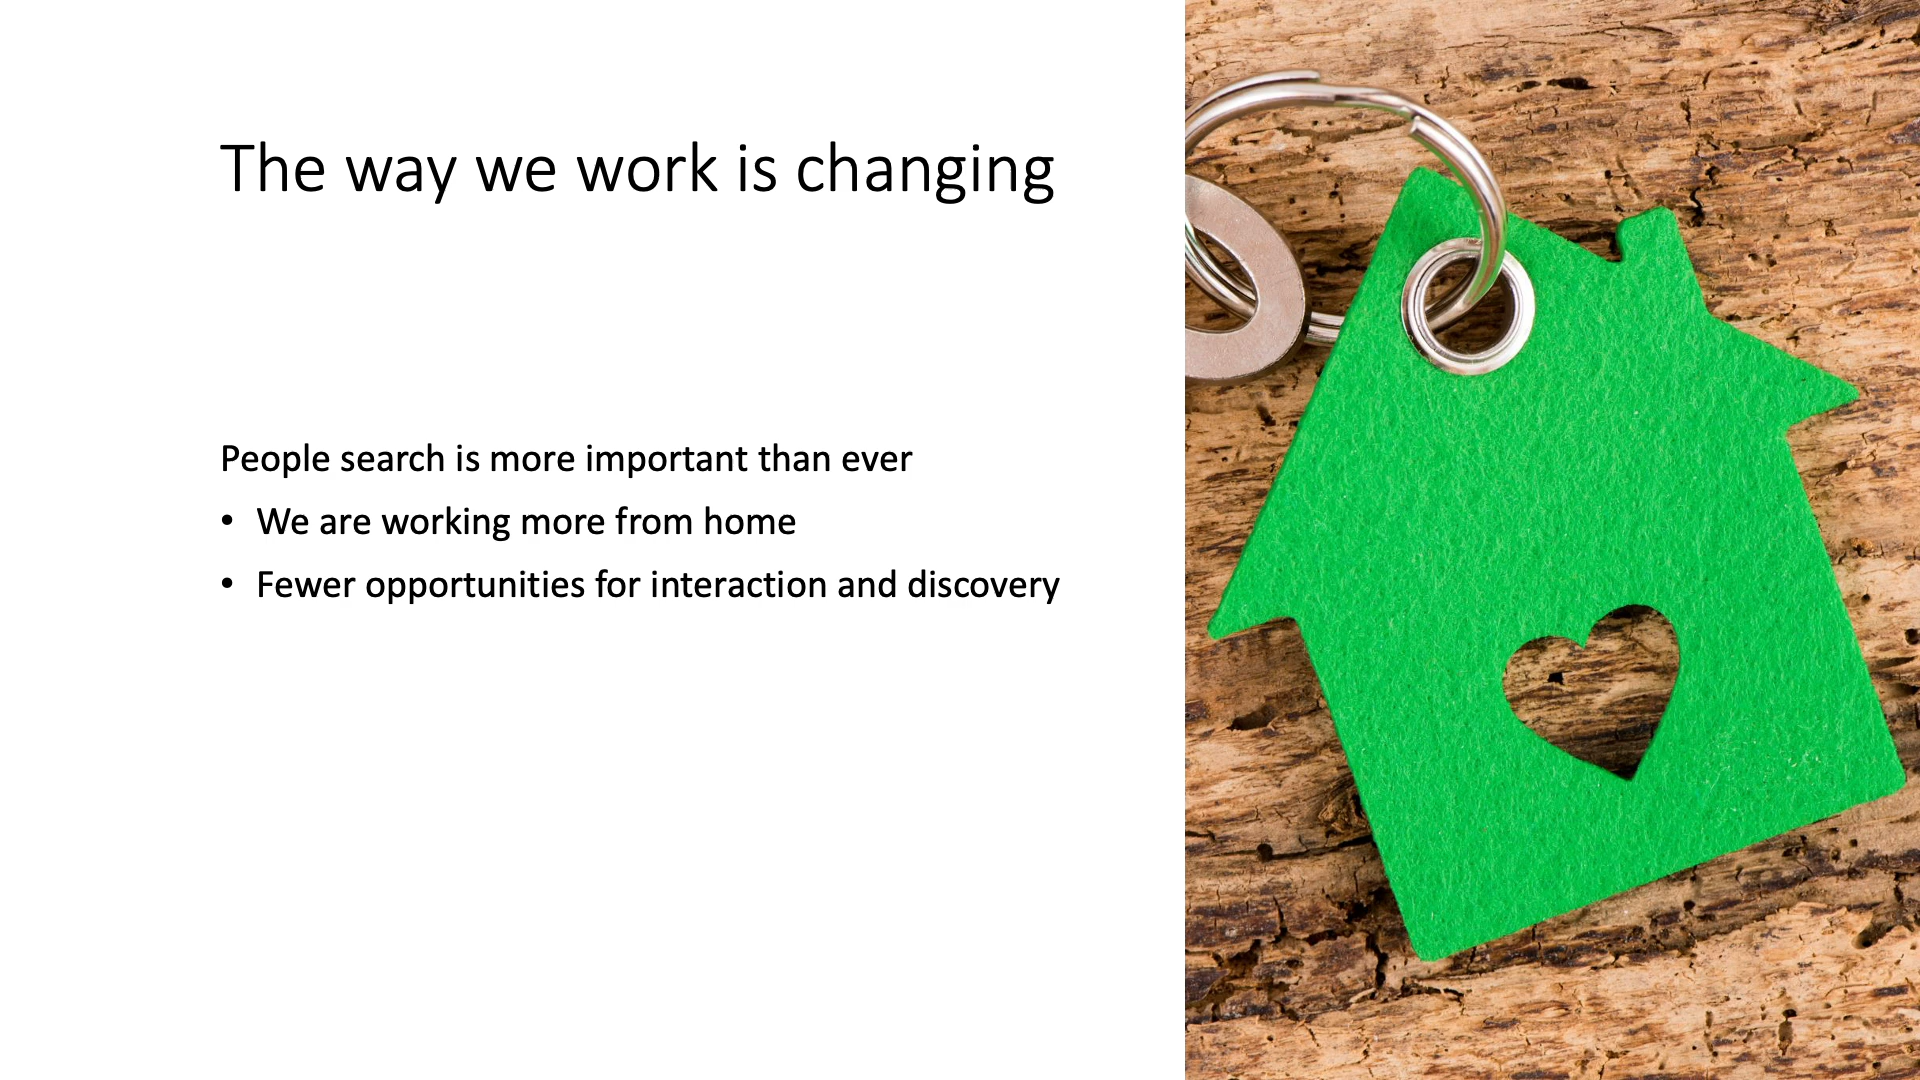 The way we work is changing
People search is more important than ever
• We are working more from home
• Fewer opportunities for interaction and discovery